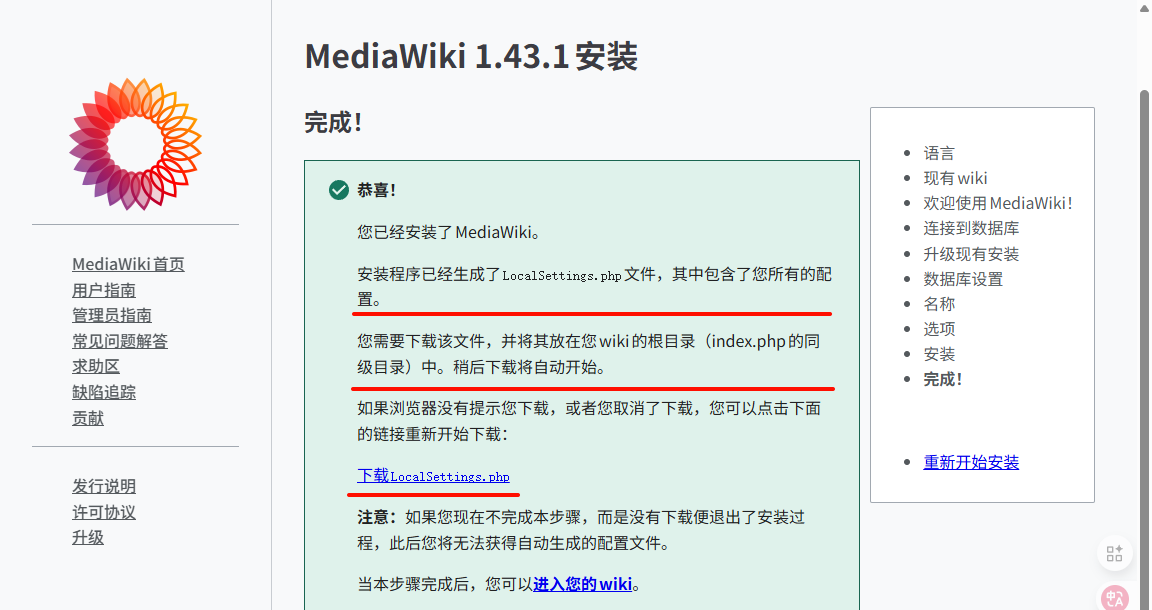 MediaWiki 1.43.1安装
完成！
恭喜！
您已经安装了MediaWiki。
安装程序已经生成了LocalSettings.php文件，其中包含了您所有的配
置。
您需要下载该文件，并将其放在您wiki的根目录（index.php的同
级目录）中。稍后下载将自动开始。
如果浏览器没有提示您下载，或者您取消了下载，您可以点击下面
的链接重新开始下载：
下载LocalSettings.php
注意：如果您现在不完成本步骤，而是没有下载便退出了安装过
程，此后您将无法获得自动生成的配置文件。
当本步骤完成后，您可以进入您的wiki。
MediaWiki首页
用户指南
管理员指南
常见问题解答
求助区
缺陷追踪
贡献
发行说明
许可协议
升级
语言
现有wiki
欢迎使用MediaWiki！
连接到数据库
升级现有安装
数据库设置
名称
选项
安装
完成！
重新开始安装
中A